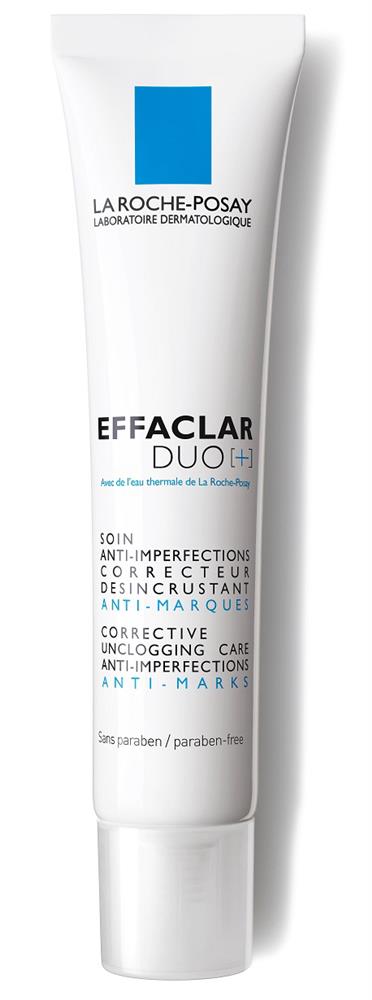 LA ROCHE-POSAY
LABORATOIRE DERMATOLOGIQUE
EFFACLAR
DUO [+]
Avec de l'eau thermale de La Roche-Posay
SOIN
ANTI-IMPERFECTIONS
CORRECTEUR
DESINCRUSTANT
ANTI-MARQUES
CORRECTIVE
UNCLOGGING CARE
ANTI-IMPERFECTIONS
ANTI-MARKS
Sans paraben / paraben-free